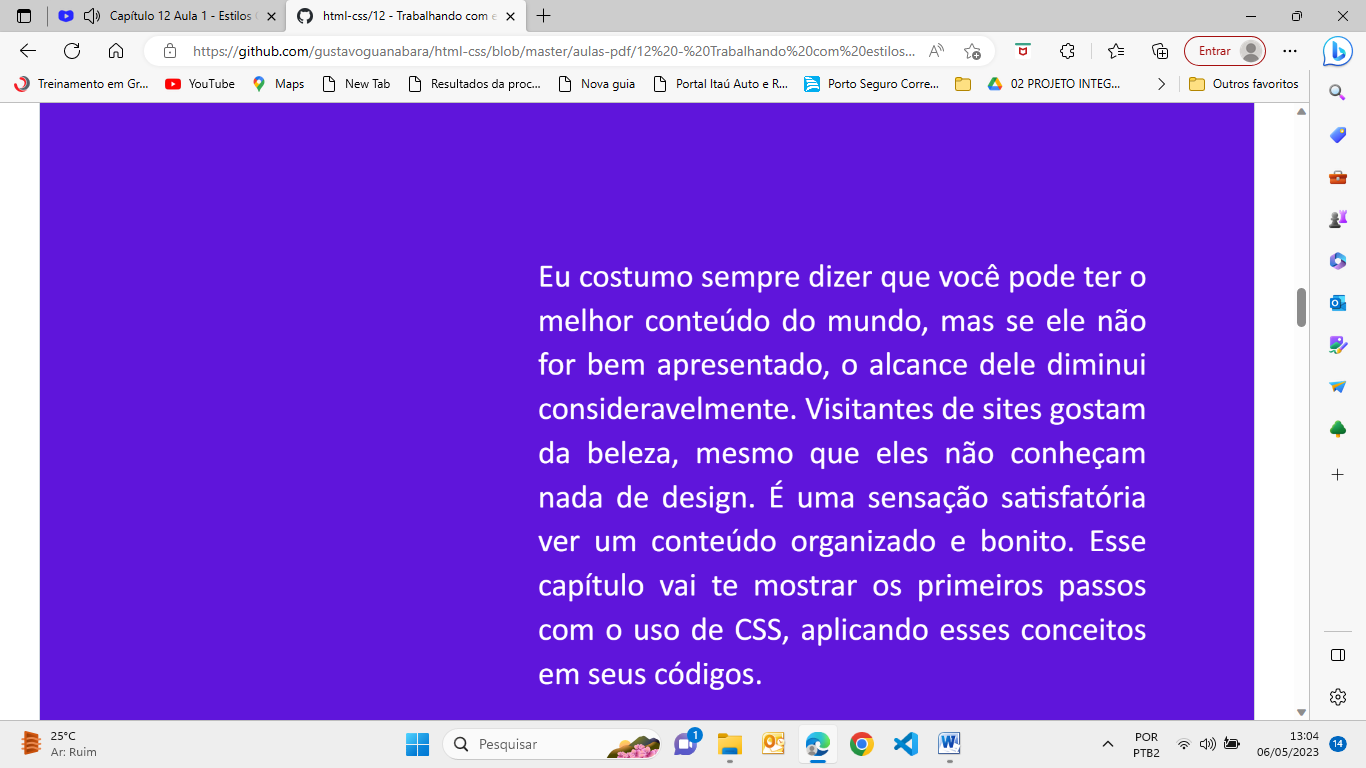 Capítulo 12 Aula 1 - Estilos
html-css/12 - Trabalhando com e
https://github.com/gustavoguanabara/html-css/blob/master/aulas-pdf/12%20-%20Trabalhando%20com%20estilos...
Entrar
Treinamento em Gr... YouTube Maps New Tab Resultados da proc... Nova guia Portal Itaú Auto e R... Porto Seguro Corre... 02 PROJETO INTEG... Outros favoritos
Eu costumo sempre dizer que você pode ter o
melhor conteúdo do mundo, mas se ele não
for bem apresentado, o alcance dele diminui
consideravelmente. Visitantes de sites gostam
da beleza, mesmo que eles não conheçam
nada de design. É uma sensação satisfatória
ver um conteúdo organizado e bonito. Esse
capítulo vai te mostrar os primeiros passos
com o uso de CSS, aplicando esses conceitos
em seus códigos.
25°C
Ar: Ruim
Pesquisar
1
POR
PTB2
13:04
06/05/2023
14